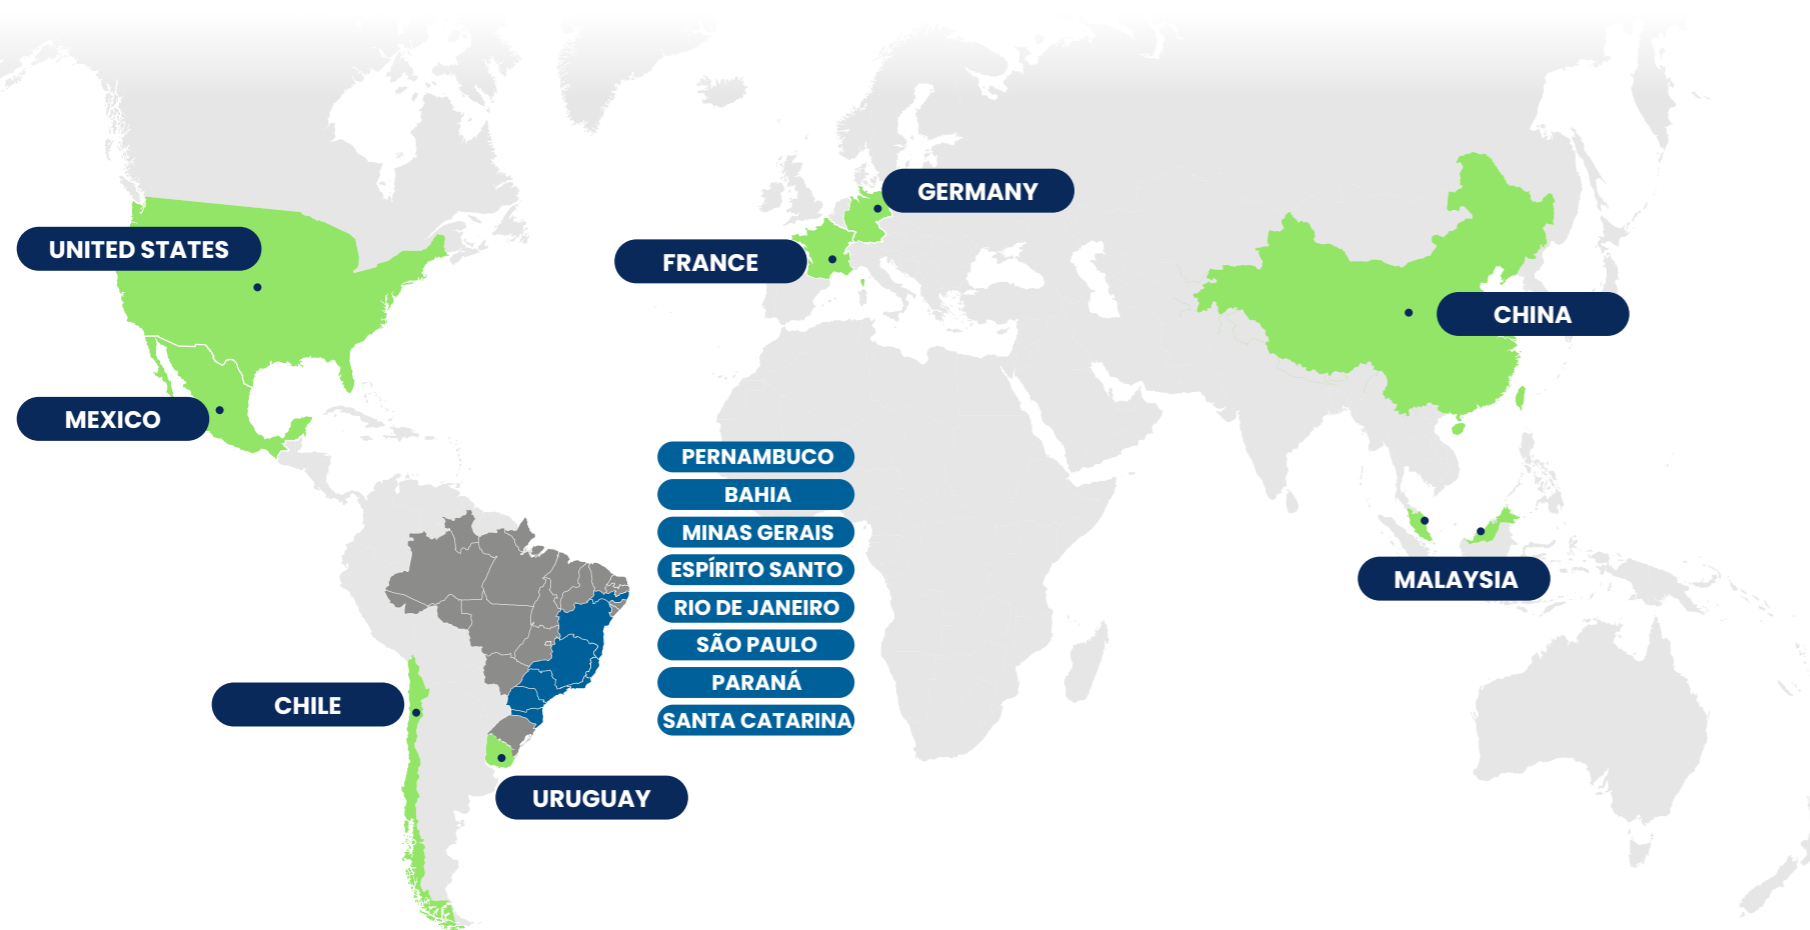 GERMANY
UNITED STATES
FRANCE
CHINA
MEXICO
PERNAMBUCO
BAHIA
MINAS GERAIS
ESPÍRITO SANTO
RIO DE JANEIRO
SÃO PAULO
PARANÁ
SANTA CATARINA
MALAYSIA
CHILE
URUGUAY